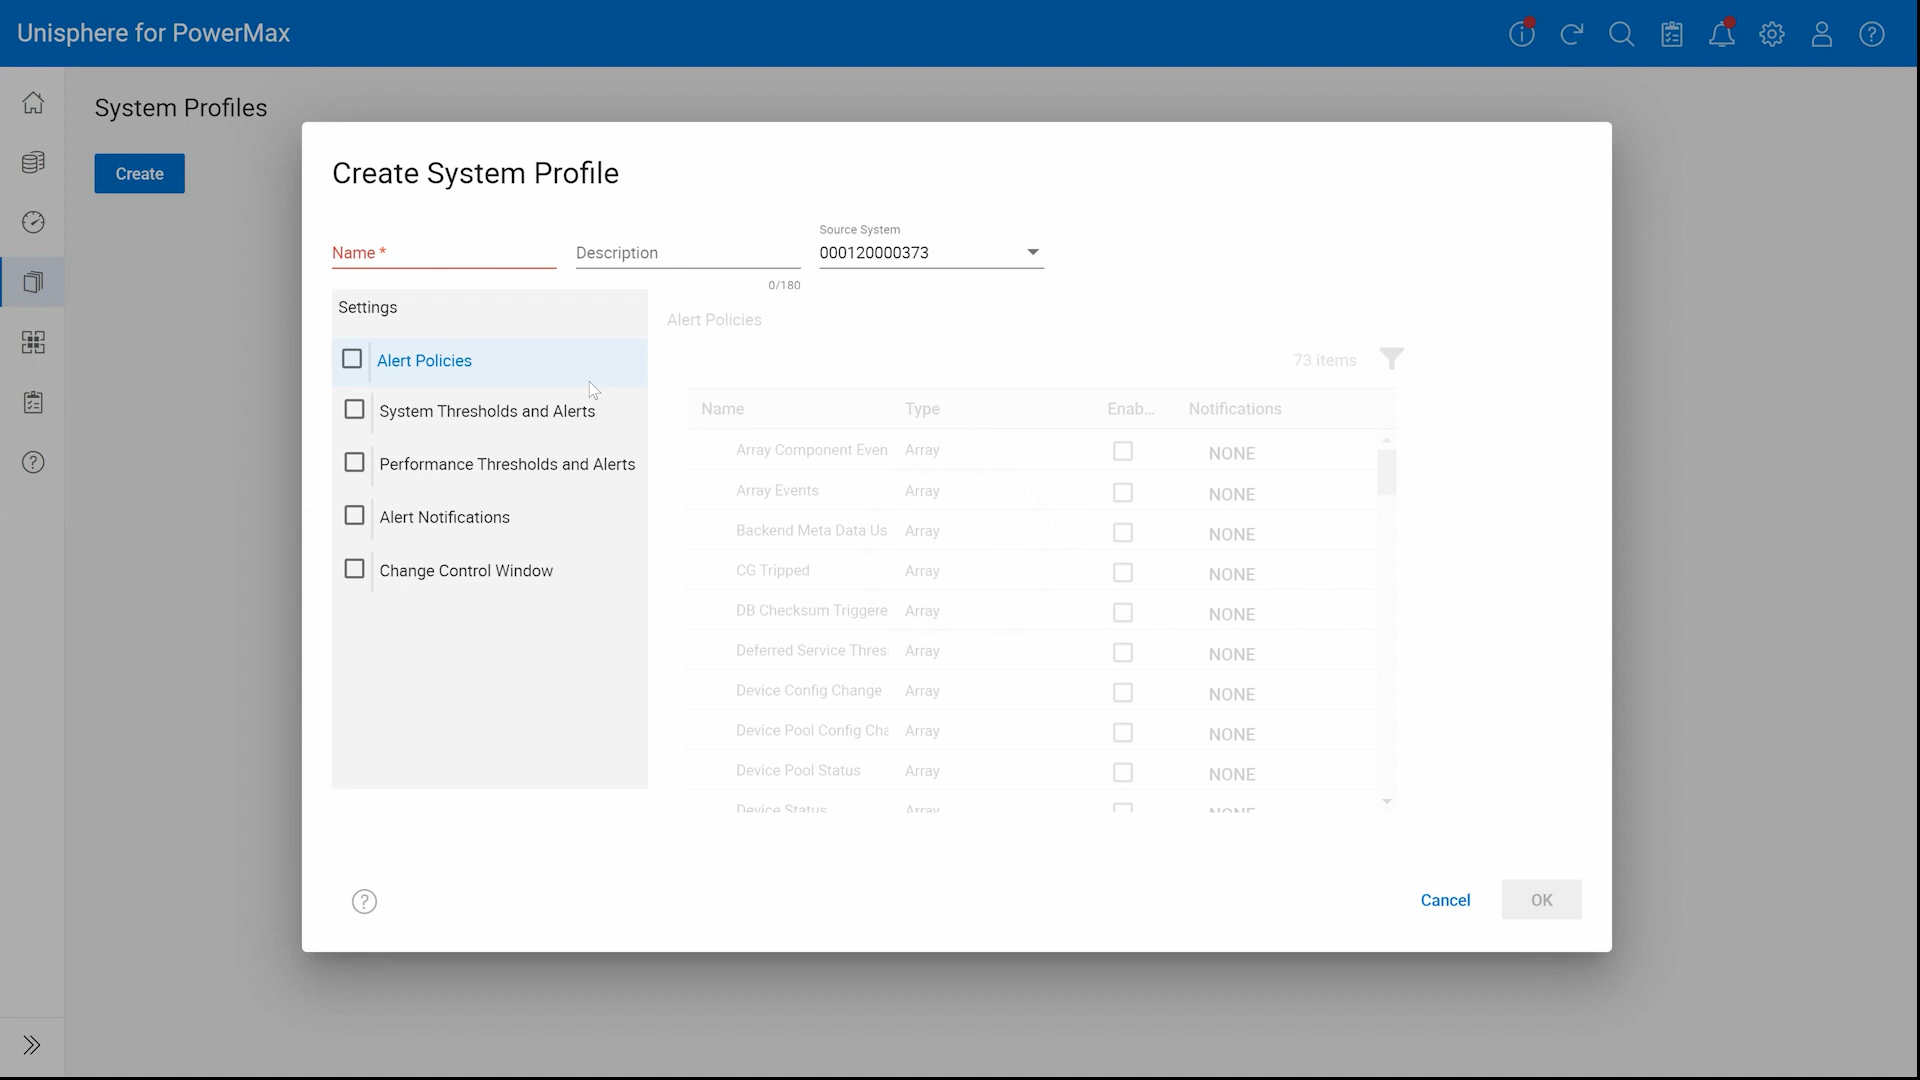 Unisphere for PowerMax
System Profiles
Create
Create System Profile
Source System
Name *
Description
000120000373
0/180
Settings
Alert Policies
System Thresholds and Alerts
Performance Thresholds and Alerts
Alert Notifications
Change Control Window
Alert Policies
73 items
Name Type Enab... Notifications
Array Component Even Array NONE
Array Events Array NONE
Backend Meta Data Us Array NONE
CG Tripped Array NONE
DB Checksum Triggere Array NONE
Deferred Service Thres Array NONE
Device Config Change Array NONE
Device Pool Config Cha Array NONE
Device Pool Status Array NONE
Device Status Array NONE
Cancel
OK